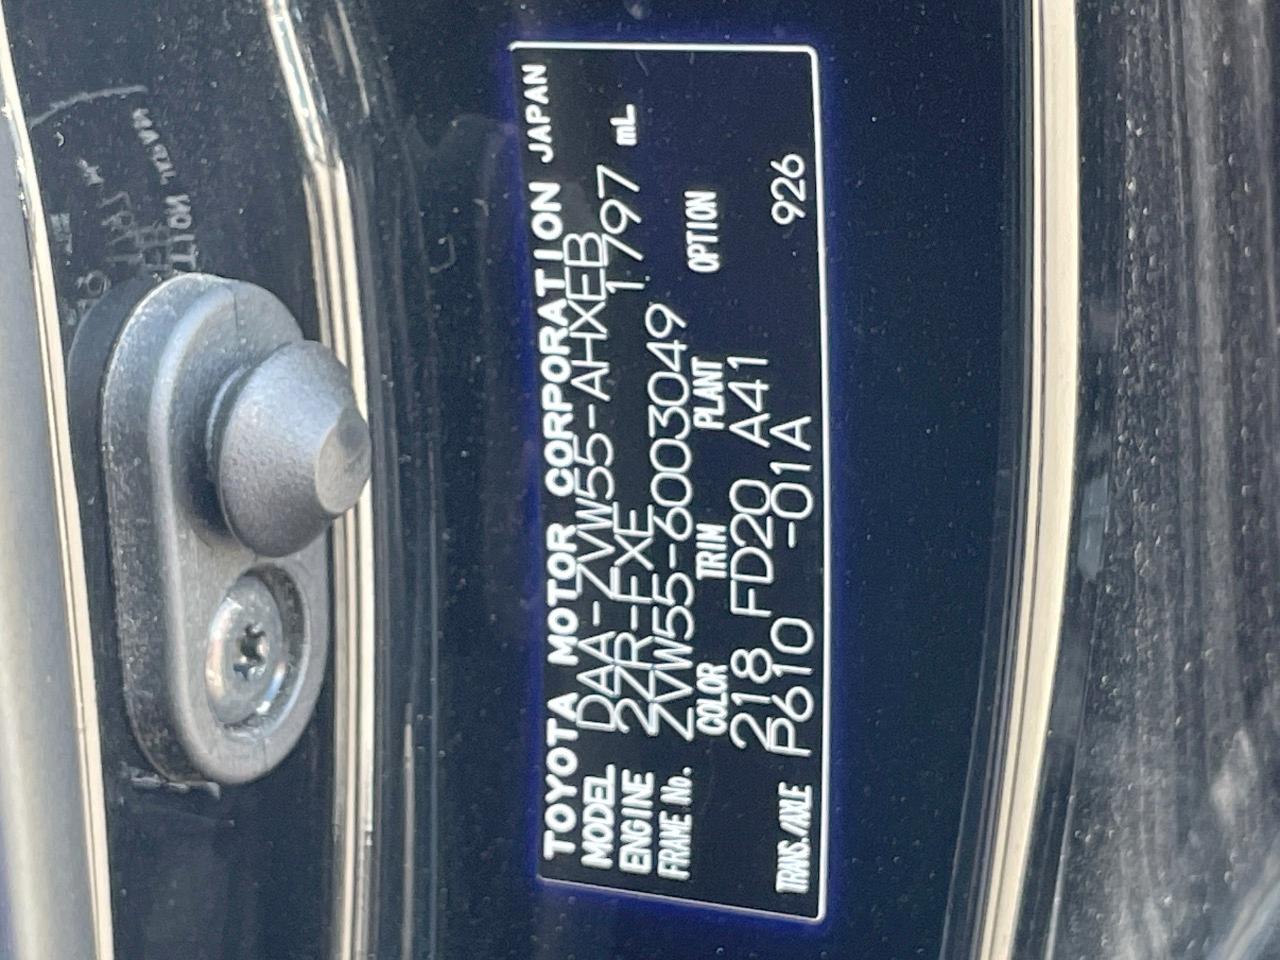 TOYOTA MOTOR CORPORATION JAPAN
MODEL DAA-ZVW55-AHXEB
ENGINE 2ZR-FXE 1797 mL
FRAME No. ZVW55-6003049
COLOR TRIM PLANT OPTION
218 FD20 A41
TRANS./AXLE P610 -01A 926